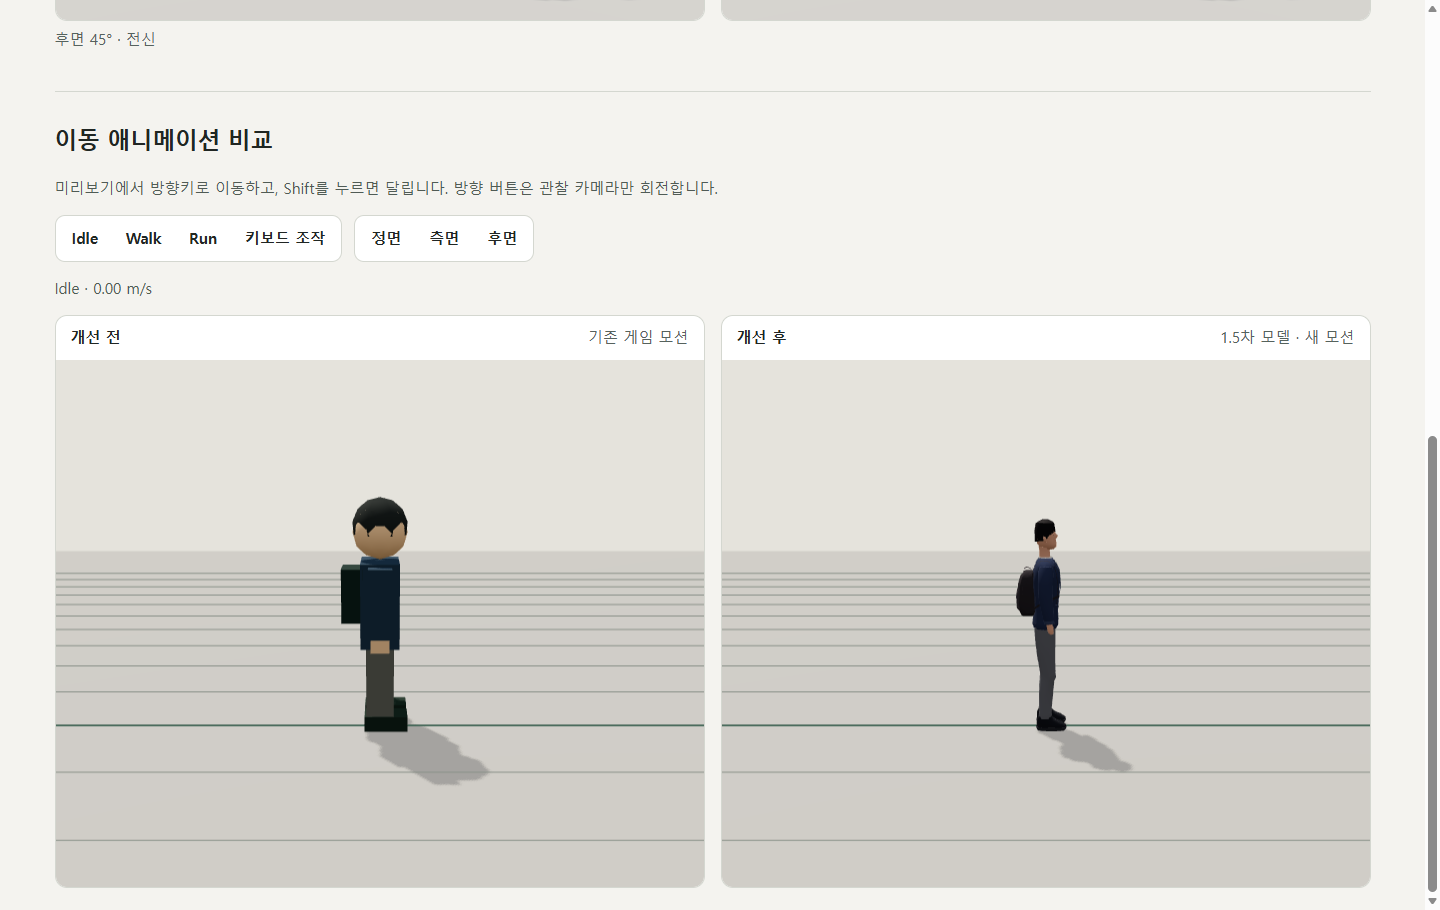 후면 45° · 전신
이동 애니메이션 비교
미리보기에서 방향키로 이동하고, Shift를 누르면 달립니다. 방향 버튼은 관찰 카메라만 회전합니다.
Idle Walk Run 키보드 조작 정면 측면 후면
Idle · 0.00 m/s
개선 전 기존 게임 모션
개선 후 1.5차 모델 · 새 모션